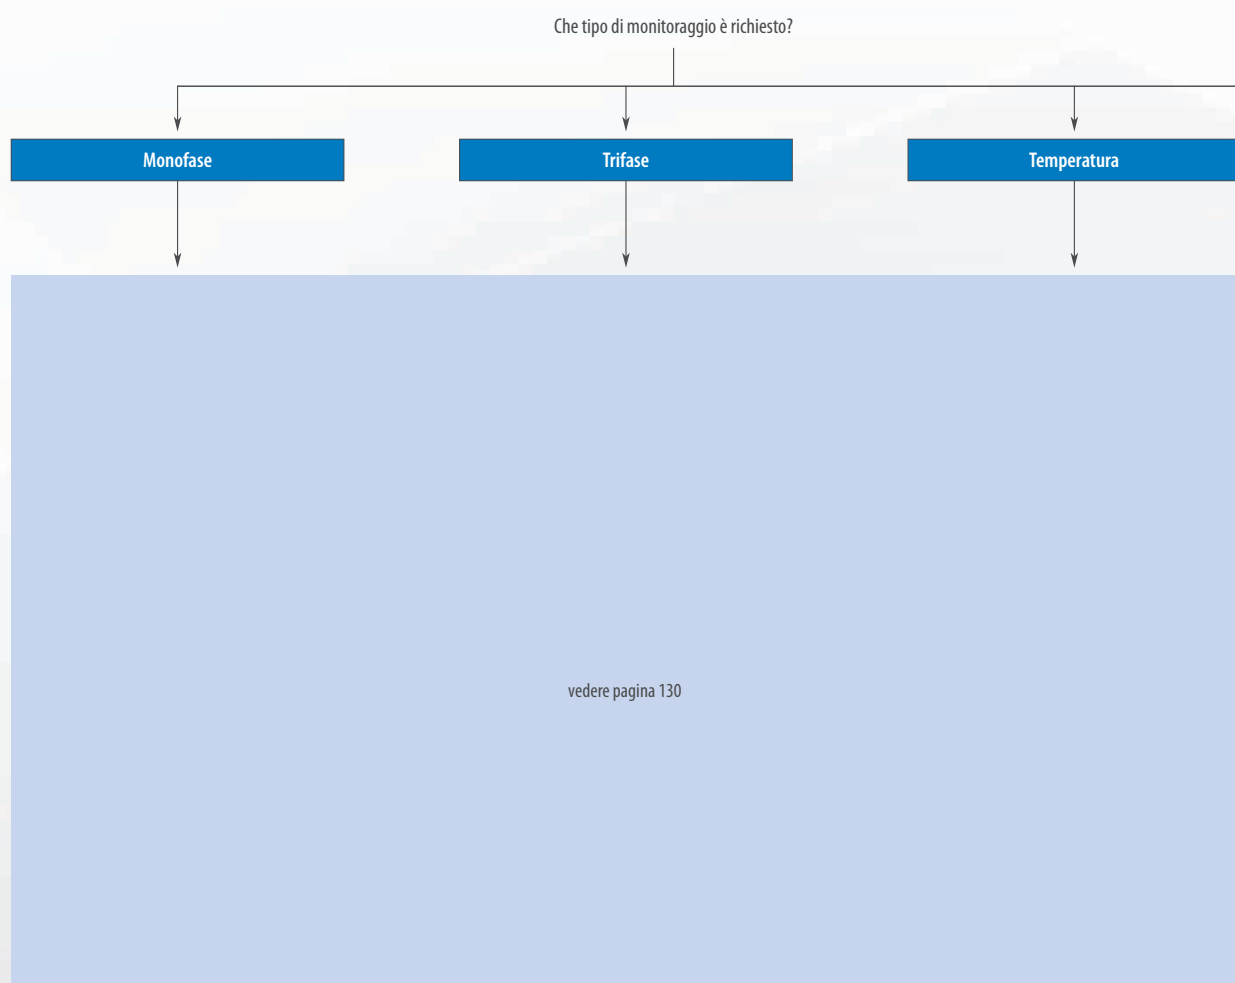 Che tipo di monitoraggio è richiesto?
Monofase
Trifase
Temperatura
vedere pagina 130